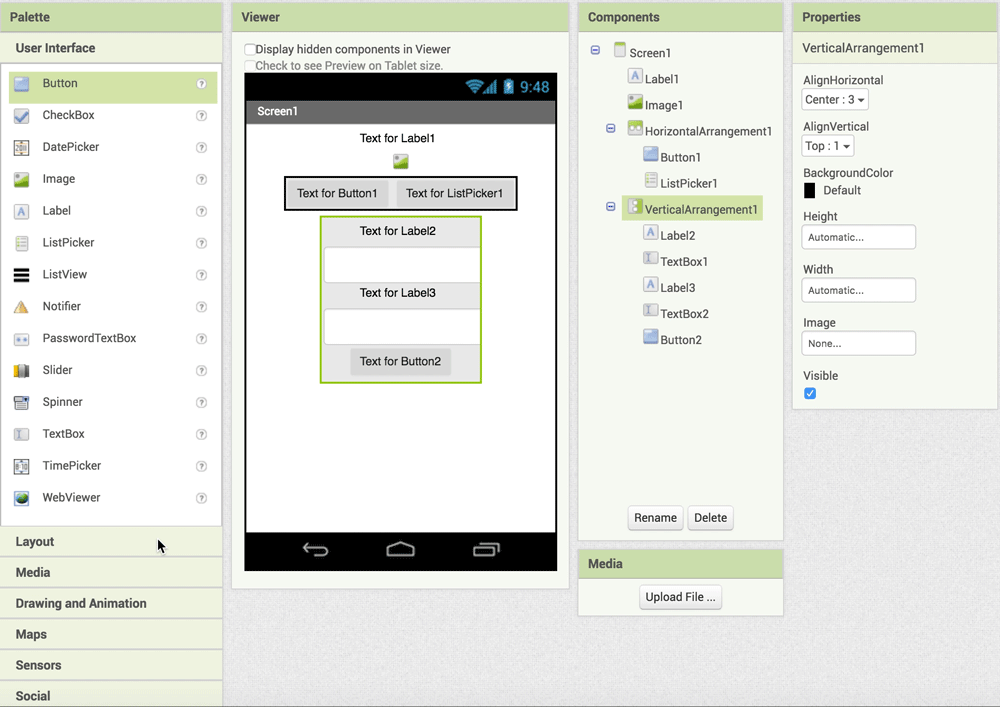 Palette
User Interface
Button
CheckBox
DatePicker
Image
Label
ListPicker
ListView
Notifier
PasswordTextBox
Slider
Spinner
TextBox
TimePicker
WebViewer
Layout
Media
Drawing and Animation
Maps
Sensors
Social
Viewer
Display hidden components in Viewer
Check to see Preview on Tablet size.
9:48
Screen1
Text for Label1
Text for Button1 Text for ListPicker1
Text for Label2
Text for Label3
Text for Button2
Components
Screen1
Label1
Image1
HorizontalArrangement1
Button1
ListPicker1
VerticalArrangement1
Label2
TextBox1
Label3
TextBox2
Button2
Rename Delete
Media
Upload File ...
Properties
VerticalArrangement1
AlignHorizontal
Center : 3
AlignVertical
Top : 1
BackgroundColor
Default
Height
Automatic...
Width
Automatic...
Image
None...
Visible